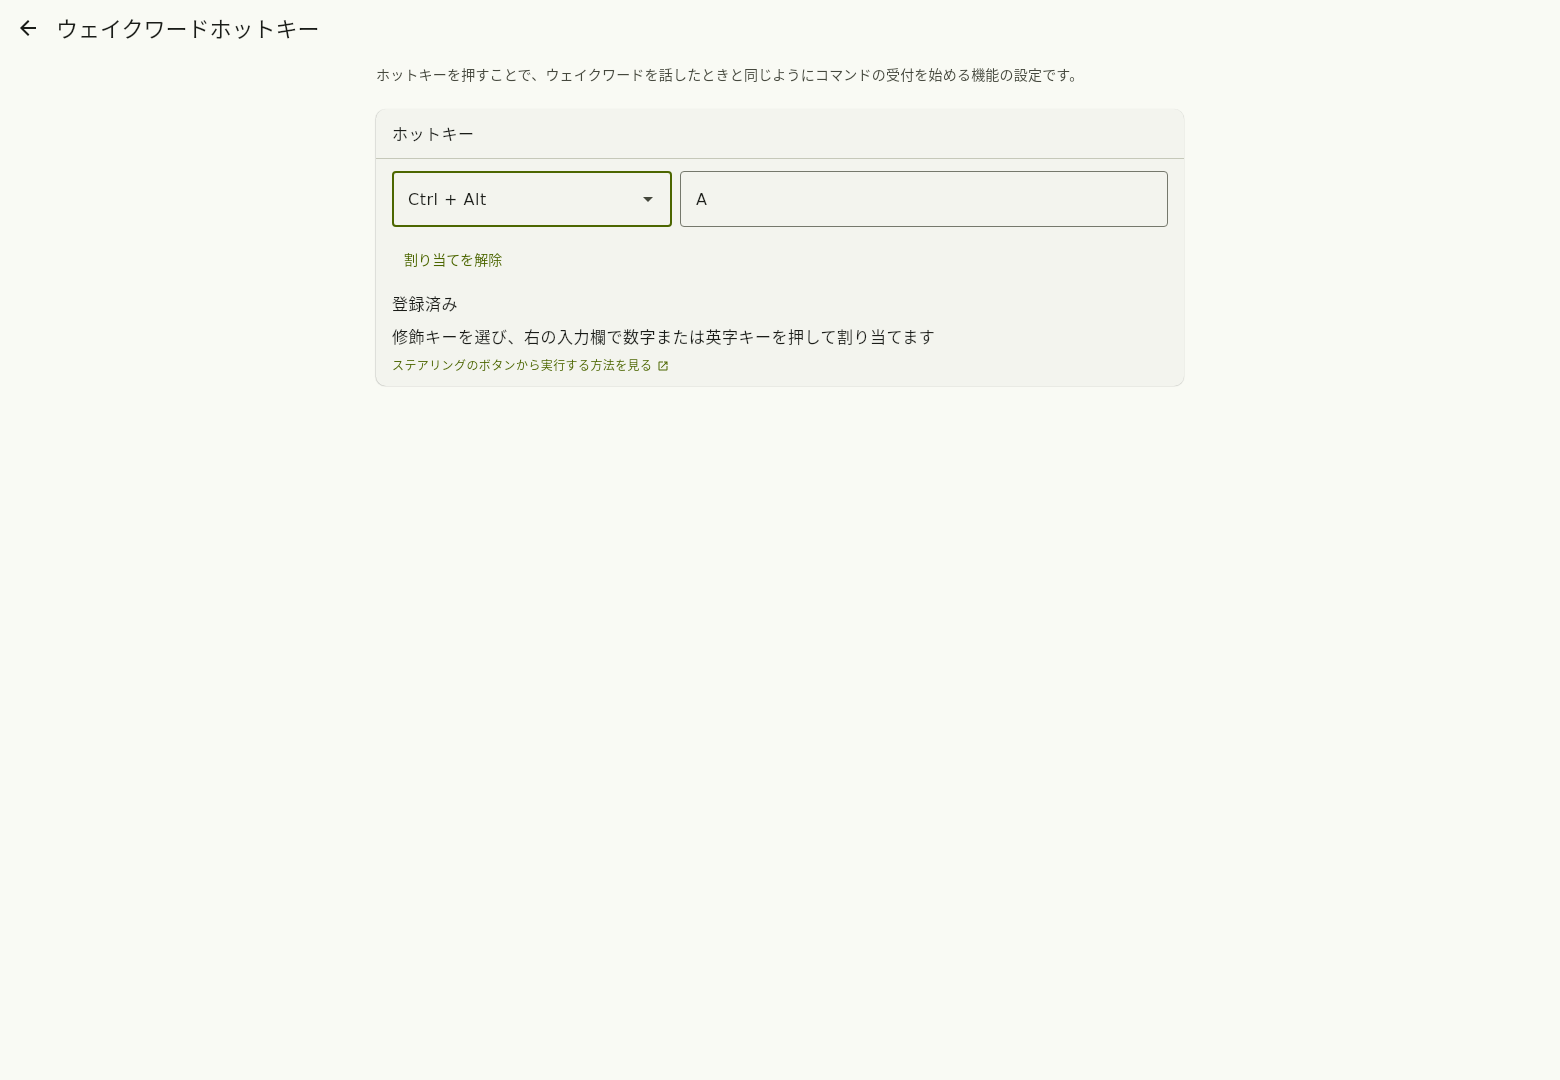 ウェイクワードホットキー
ホットキーを押すことで、ウェイクワードを話したときと同じようにコマンドの受付を始める機能の設定です。
ホットキー
Ctrl + Alt
A
割り当てを解除
登録済み
修飾キーを選び、右の入力欄で数字または英字キーを押して割り当てます
ステアリングのボタンから実行する方法を見る